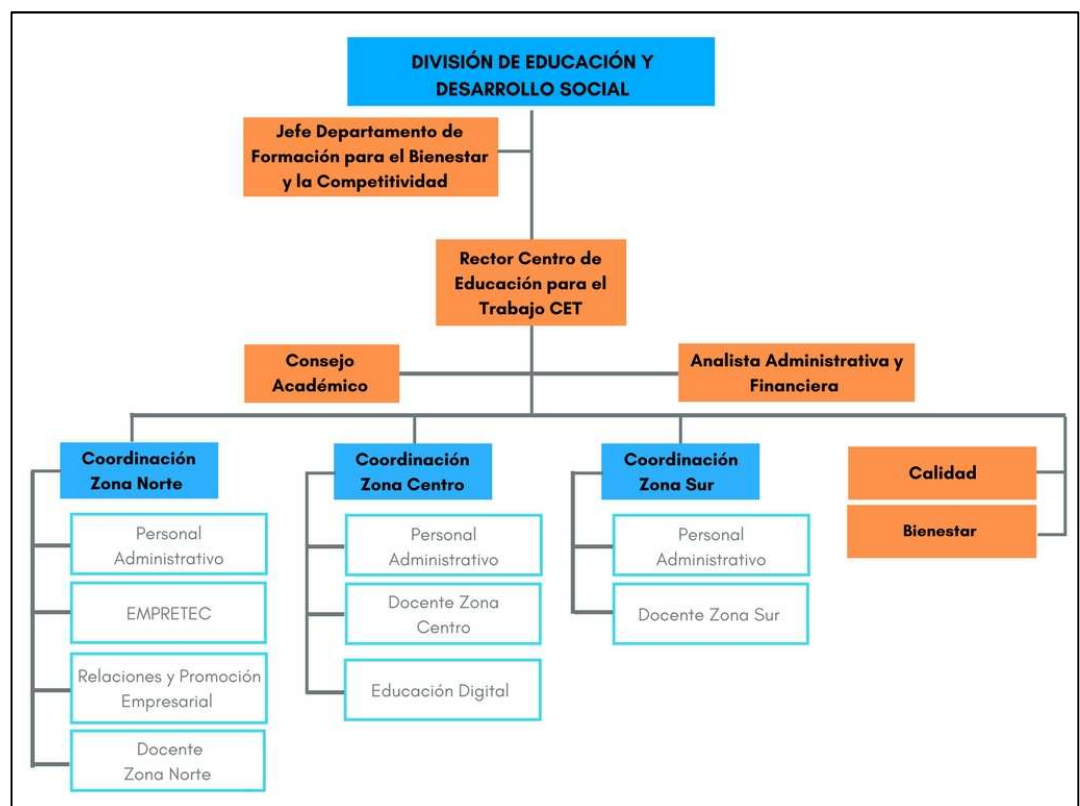 DIVISIÓN DE EDUCACIÓN Y
DESARROLLO SOCIAL
Jefe Departamento de
Formación para el Bienestar
y la Competitividad
Rector Centro de
Educación para el
Trabajo CET
Consejo
Académico
Analista Administrativa y
Financiera
Coordinación
Zona Norte
Personal
Administrativo
EMPRETEC
Relaciones y Promoción
Empresarial
Docente
Zona Norte
Coordinación
Zona Centro
Personal
Administrativo
Docente Zona
Centro
Educación Digital
Coordinación
Zona Sur
Personal
Administrativo
Docente Zona Sur
Calidad
Bienestar